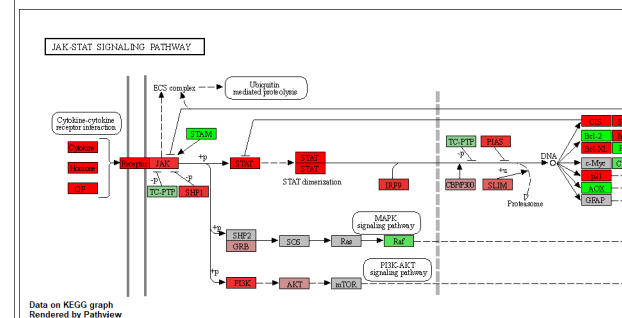 JAK-STAT SIGNALING PATHWAY
ECS complex
Ubiquitin
mediated proteolysis
Cytokine-cytokine
receptor interaction
STAM
Cytokine
Hormone
GF
Receptor
JAK
+p
STAT
STAT
STAT
STAT dimerization
-p
-p
TC-PTP
SHP1
IRF9
TC-PTP
PIAS
-p
CBP/P300
SLIM
+u
Proteasome
DNA
CIS
Bcl-2
Bcl-XL
c-Myc
p21
AOX
GFAP
MAPK
signaling pathway
+p
SHP2
GRB
SOS
Ras
Raf
PI3K-AKT
signaling pathway
+p
PI3K
AKT
mTOR
Data on KEGG graph
Rendered by Pathview